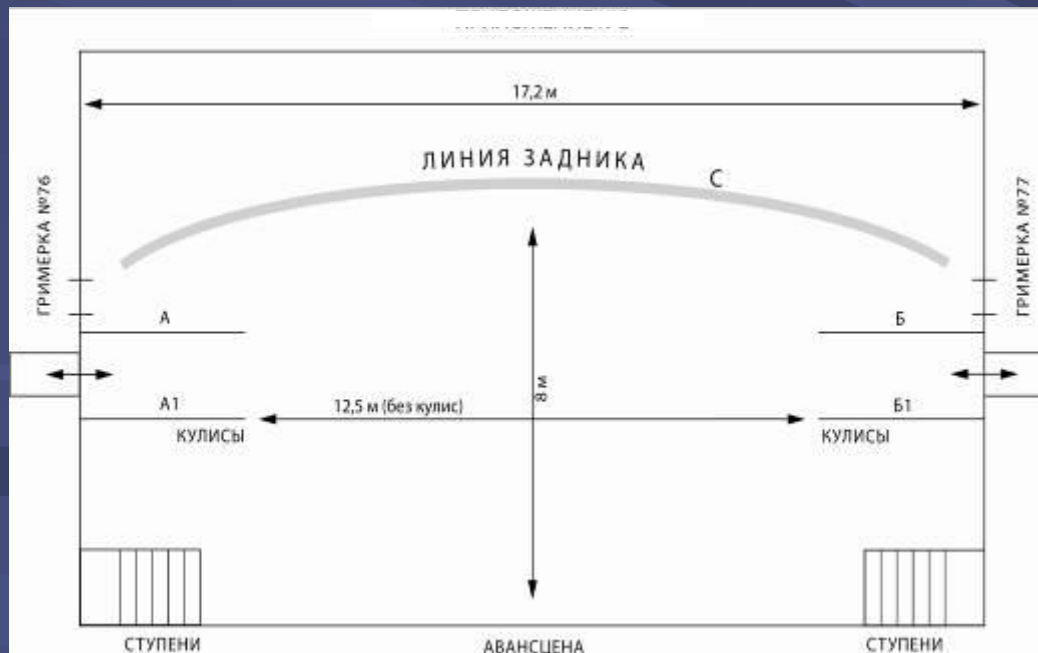 17,2 м
ЛИНИЯ ЗАДНИКА
С
ГРИМЕРКА №76
ГРИМЕРКА №77
А
Б
8 м
А1
12,5 м (без кулис)
Б1
КУЛИСЫ
КУЛИСЫ
СТУПЕНИ
АВАНСЦЕНА
СТУПЕНИ